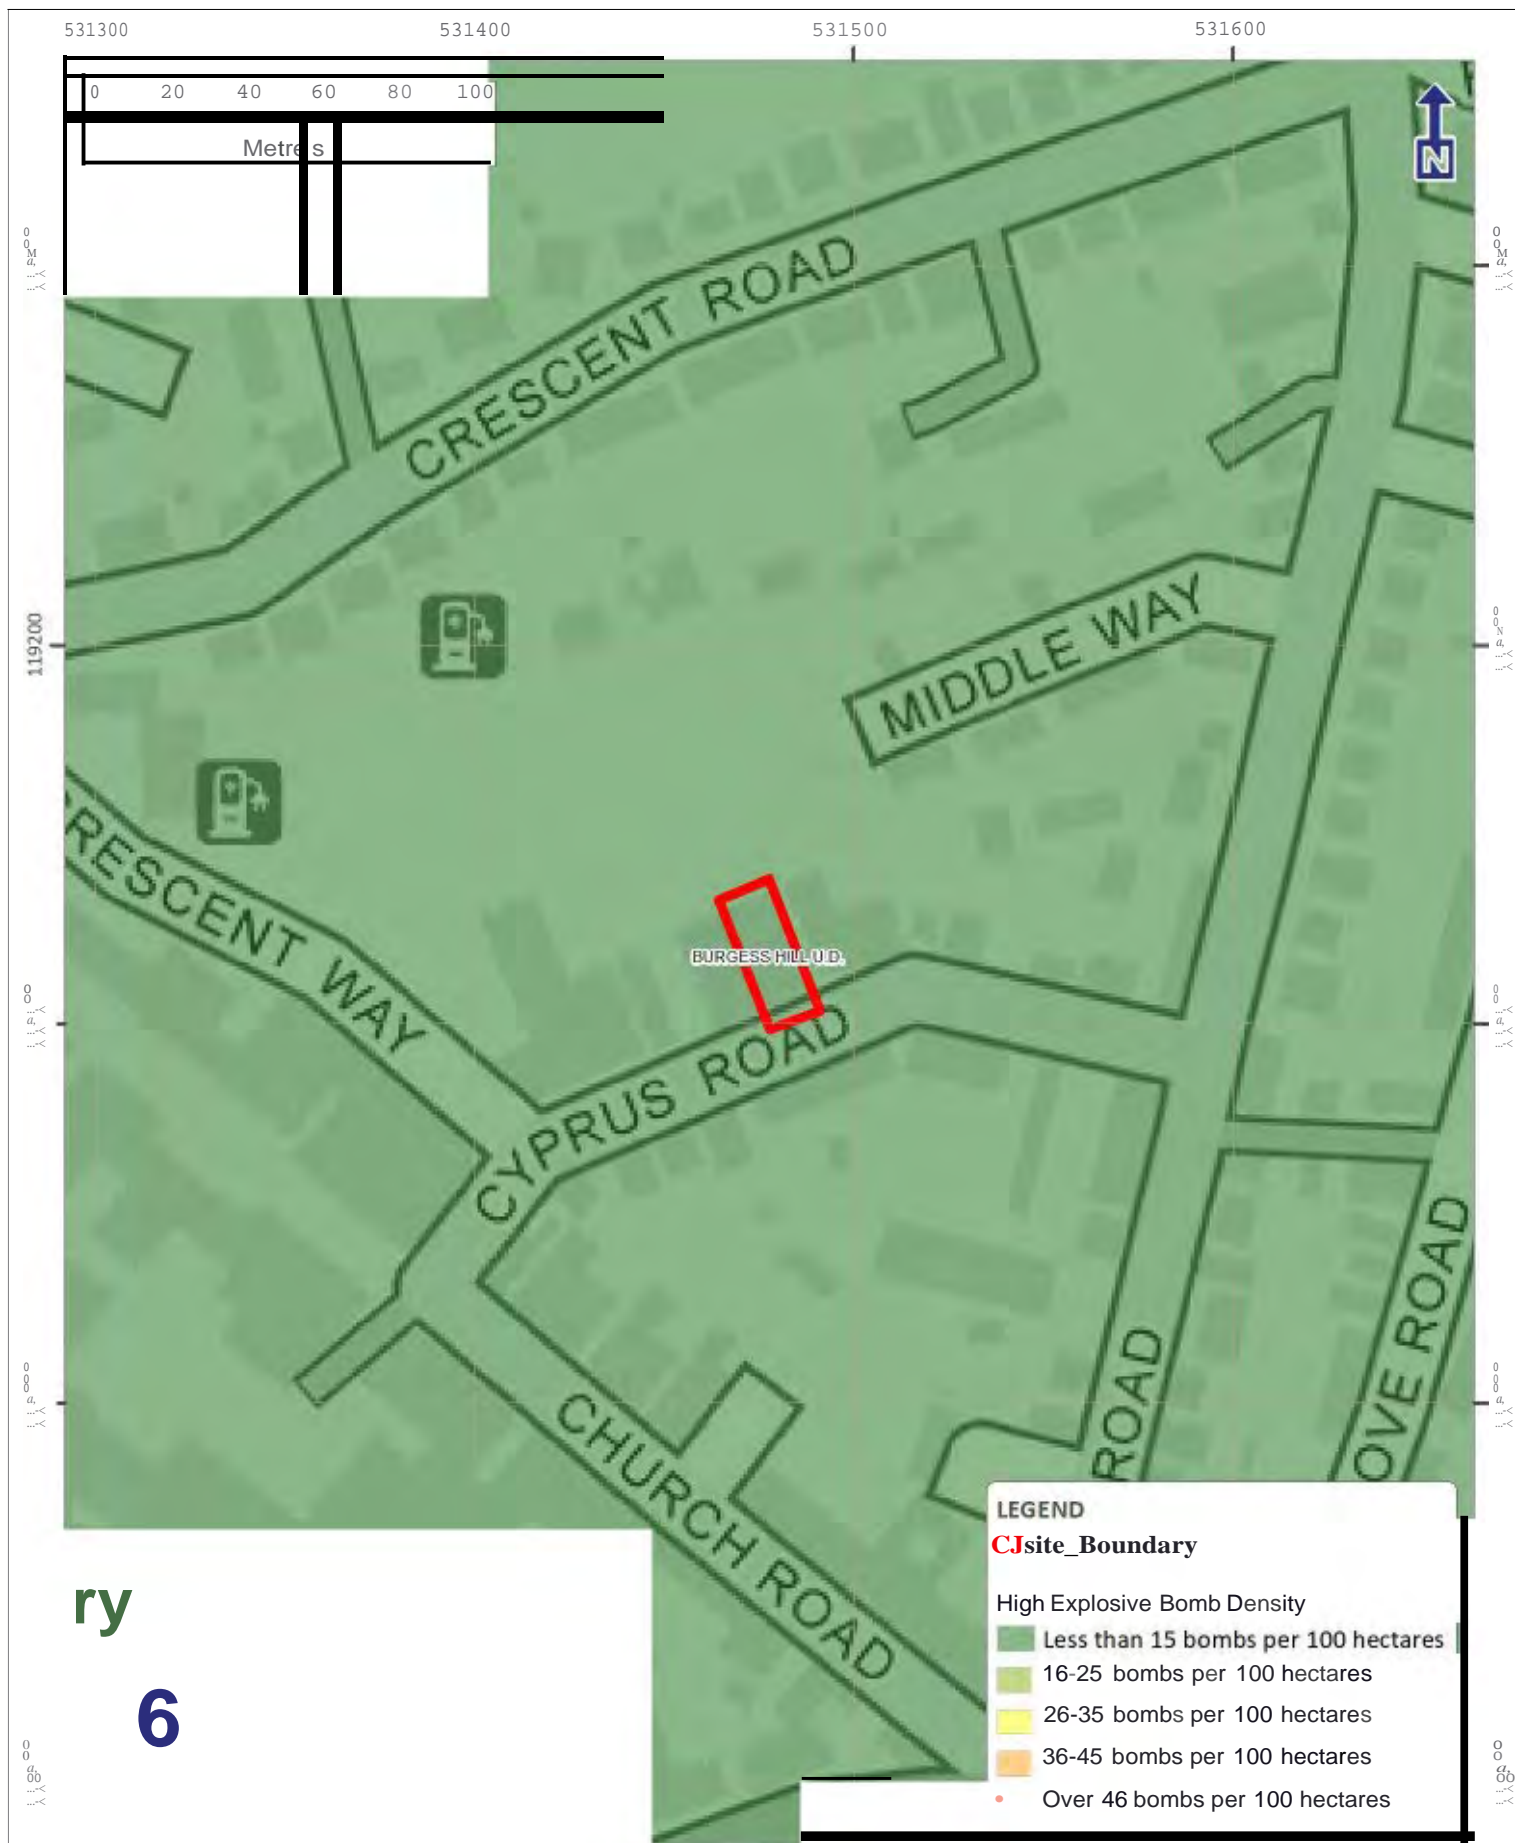 531300 531400 531500 531600
0 20 40 60 80 100
Metre s
N
CRESCENT ROAD
119200
MIDDLE WAY
RESCENT WAY
BURGESS HILL U.D.
CYPRUS ROAD
CHURCH ROAD
ROAD
OVE ROAD
LEGEND
CJsite_Boundary
High Explosive Bomb Density
Less than 15 bombs per 100 hectares
16-25 bombs per 100 hectares
26-35 bombs per 100 hectares
36-45 bombs per 100 hectares
Over 46 bombs per 100 hectares
ry
6